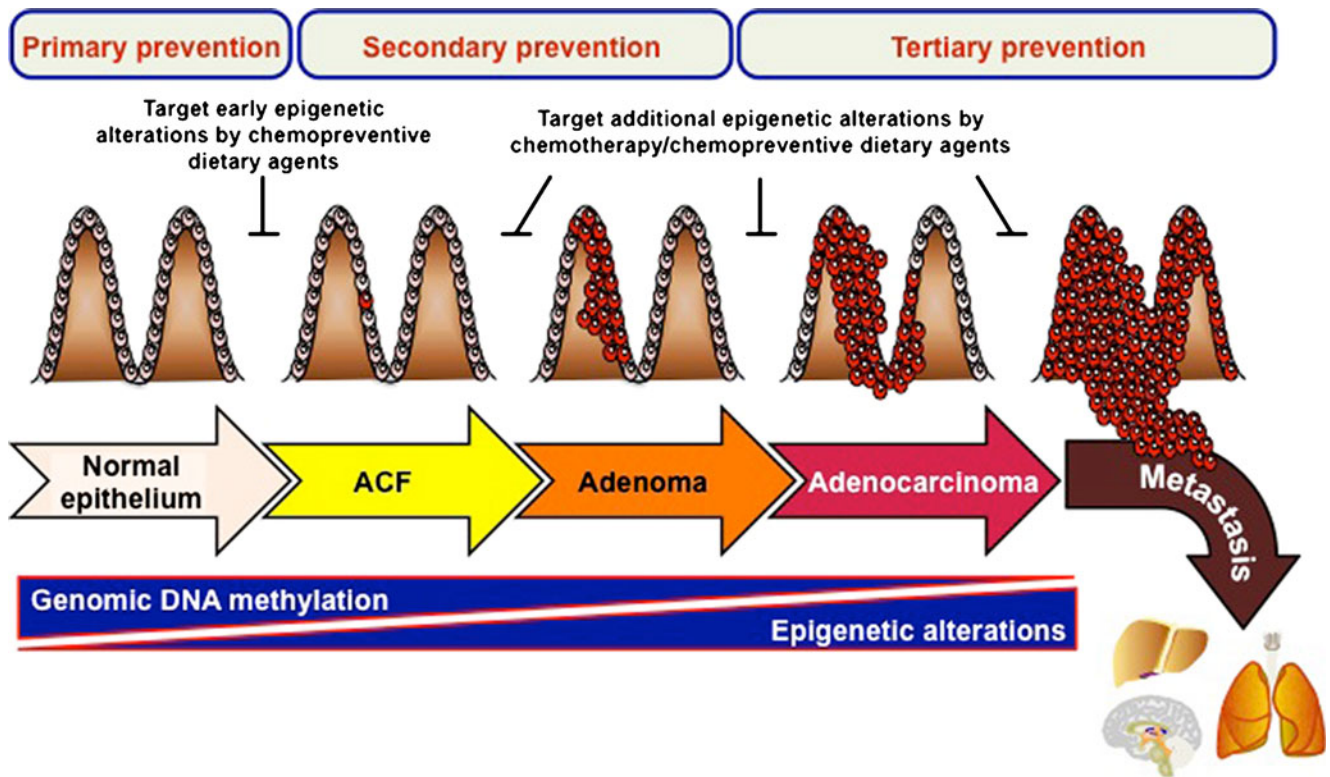 Primary prevention
Secondary prevention
Tertiary prevention
Target early epigenetic
alterations by chemopreventive
dietary agents
Target additional epigenetic alterations by
chemotherapy/chemopreventive dietary agents
Normal
epithelium
ACF
Adenoma
Adenocarcinoma
Metastasis
Genomic DNA methylation
Epigenetic alterations